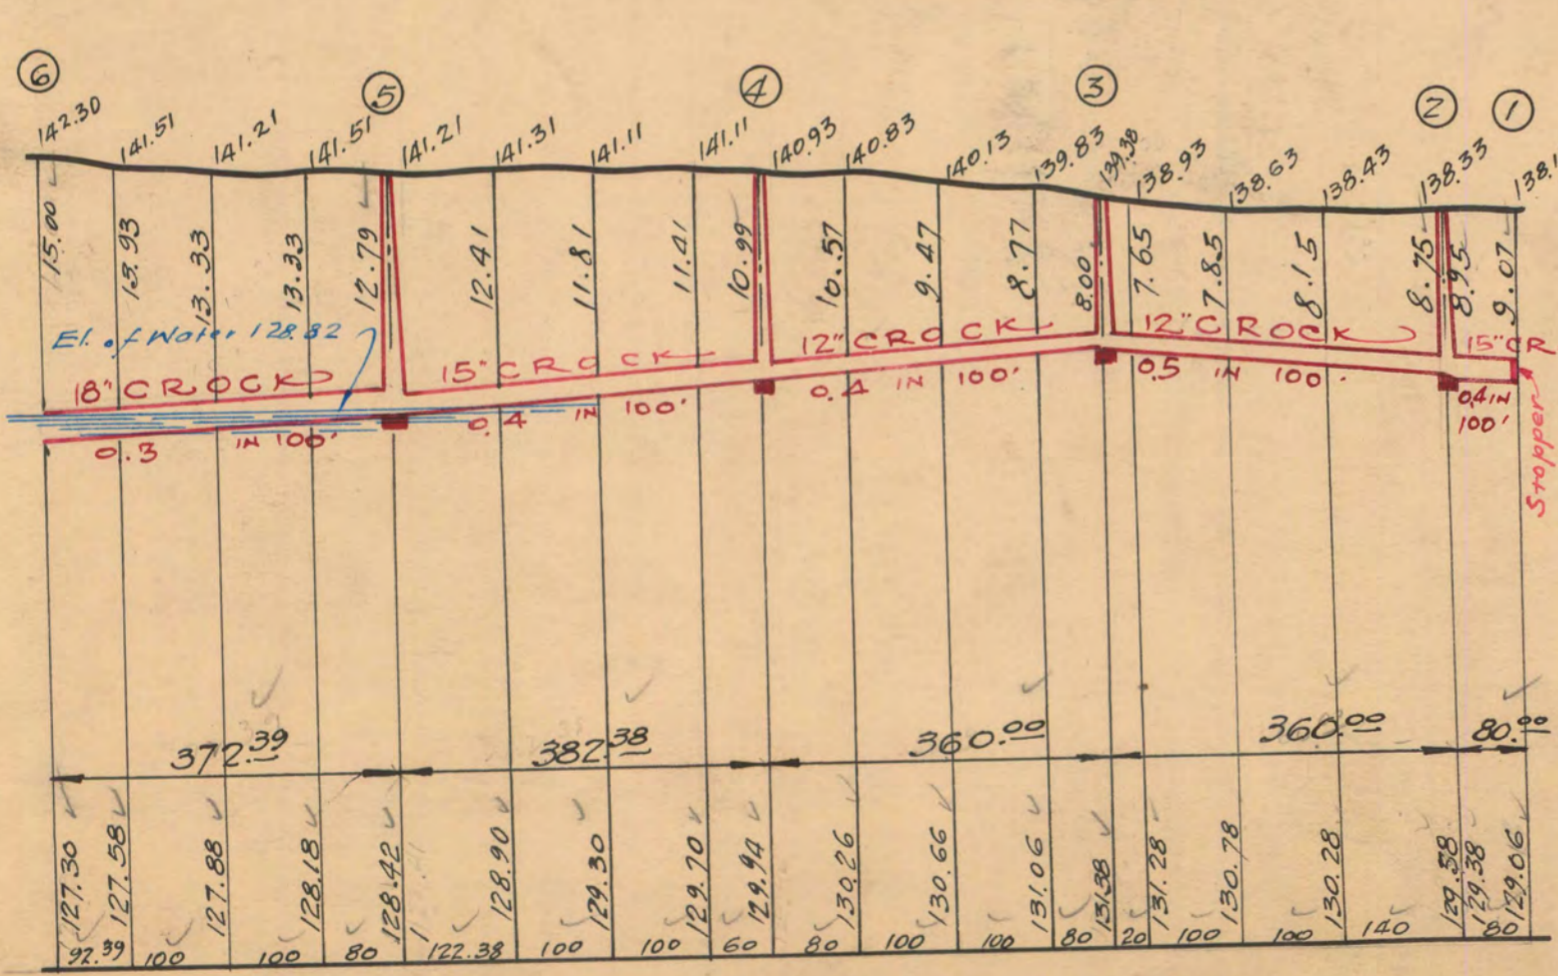 6 5 4 3 2 1
142.30 141.51 141.21 141.51 141.21 141.31 141.11 141.11 140.93 140.83 140.13 139.83 139.38 138.93 138.63 138.43 138.33 138.1
15.00 13.93 13.33 13.33 12.79 12.41 11.81 11.41 10.99 10.57 9.47 8.77 8.00 7.65 7.85 8.15 8.75 8.95 9.07
El. of Water 128.82
18" CROCK 15" CROCK 12" CROCK 12" CROCK 15" CR
0.3 IN 100' 0.4 IN 100' 0.4 IN 100' 0.5 IN 100' 0.4 IN
100'
Stopper
372.39 382.38 360.00 360.00 80.00
127.30 127.58 127.88 128.18 128.42 128.90 129.30 129.70 129.94 130.26 130.66 131.06 131.38 131.28 130.78 130.28 129.58 129.38 129.06
92.39 100 100 80 122.38 100 100 60 80 100 100 80 20 100 100 140 80